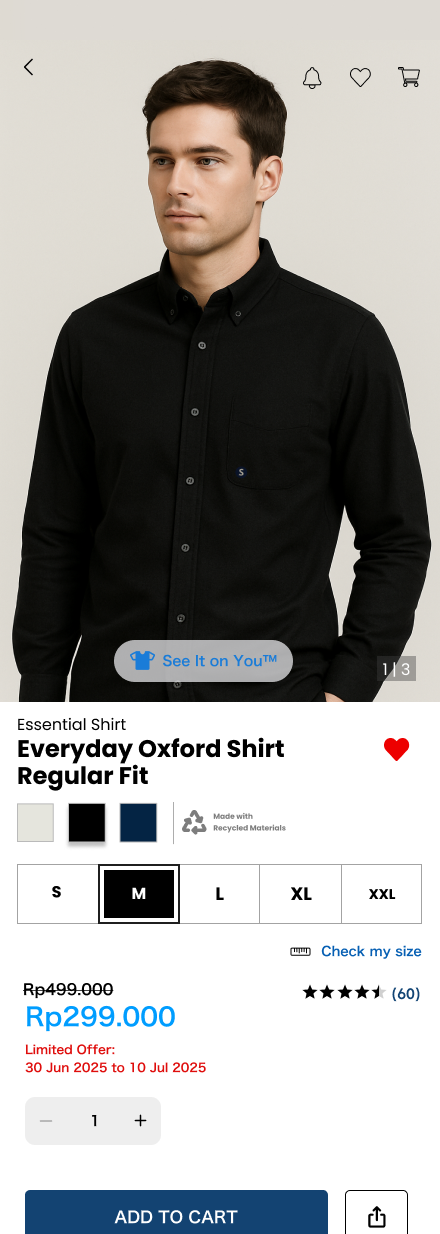 S
See It on You™
1 | 3
Essential Shirt
Everyday Oxford Shirt
Regular Fit
Made with
Recycled Materials
S M L XL XXL
Check my size
Rp499.000
(60)
Rp299.000
Limited Offer:
30 Jun 2025 to 10 Jul 2025
− 1 +
ADD TO CART